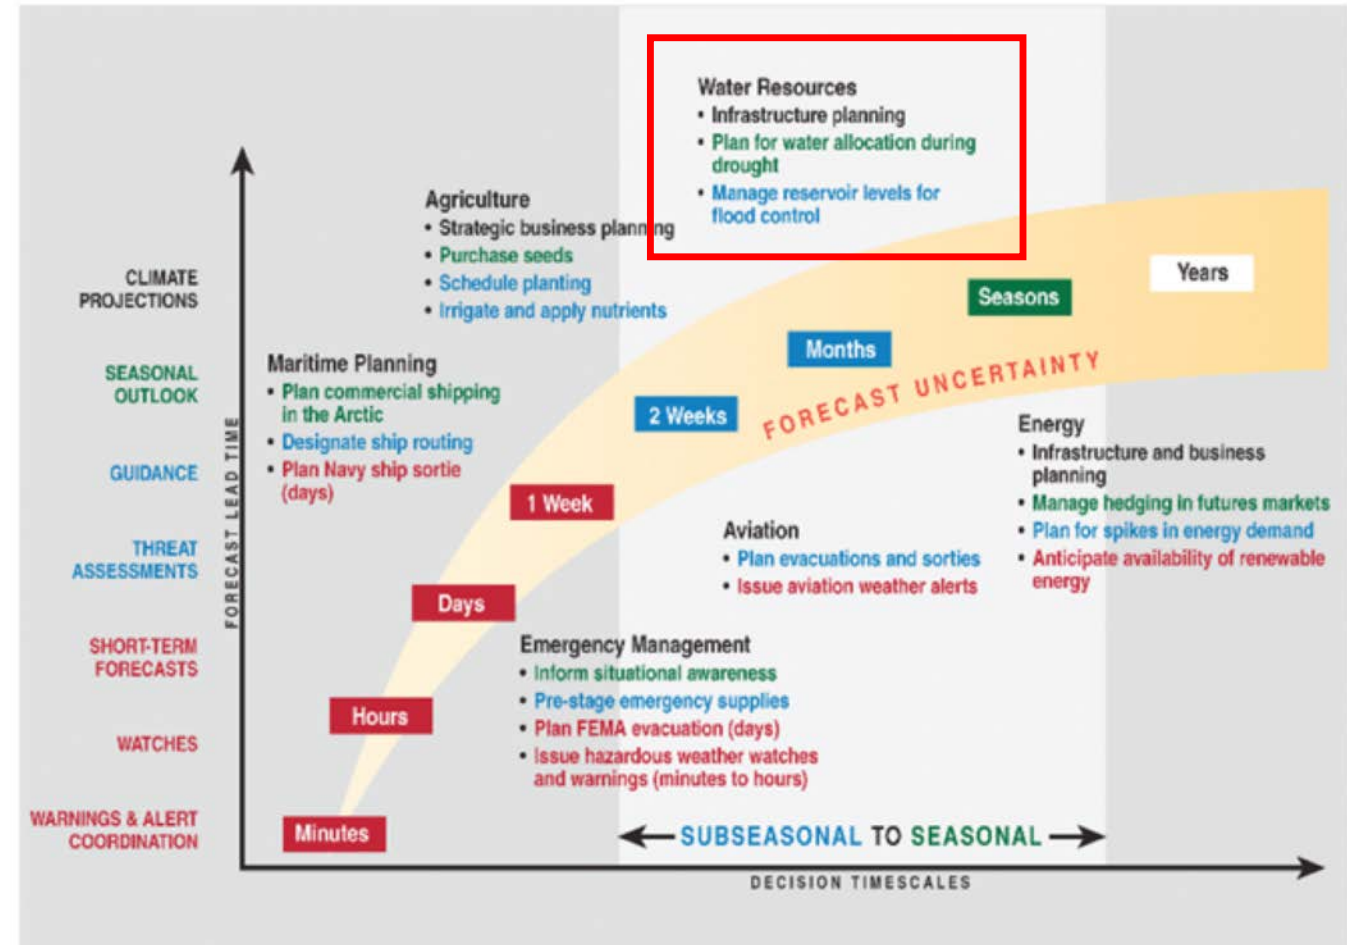 Water Resources
• Infrastructure planning
• Plan for water allocation during
drought
• Manage reservoir levels for
flood control
Agriculture
• Strategic business planning
• Purchase seeds
• Schedule planting
• Irrigate and apply nutrients
CLIMATE
PROJECTIONS
SEASONAL
OUTLOOK
GUIDANCE
THREAT
ASSESSMENTS
SHORT-TERM
FORECASTS
WATCHES
WARNINGS & ALERT
COORDINATION
FORECAST LEAD TIME
Maritime Planning
• Plan commercial shipping
in the Arctic
• Designate ship routing
• Plan Navy ship sortie
(days)
Years
Seasons
Months
2 Weeks
1 Week
Days
Hours
Minutes
FORECAST UNCERTAINTY
Energy
• Infrastructure and business
planning
• Manage hedging in futures markets
• Plan for spikes in energy demand
• Anticipate availability of renewable
energy
Aviation
• Plan evacuations and sorties
• Issue aviation weather alerts
Emergency Management
• Inform situational awareness
• Pre-stage emergency supplies
• Plan FEMA evacuation (days)
• Issue hazardous weather watches
and warnings (minutes to hours)
SUBSEASONAL TO SEASONAL
DECISION TIMESCALES